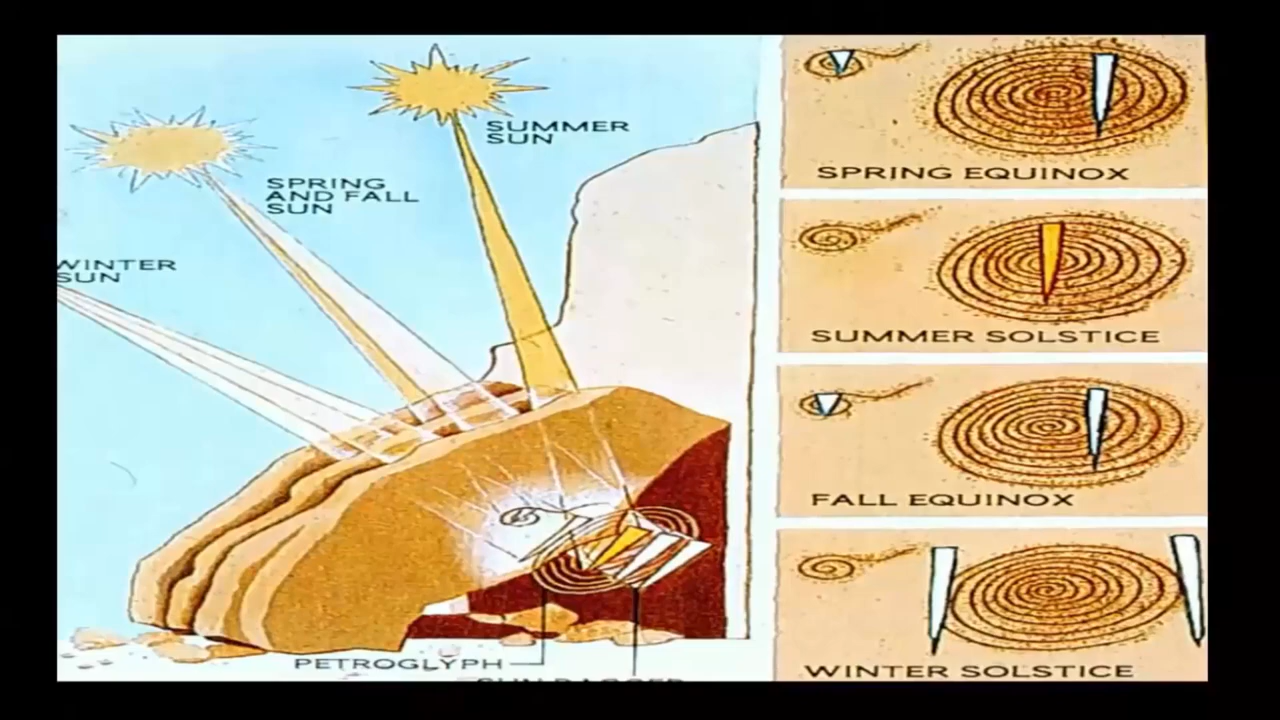 SUMMER
SUN
SPRING
AND FALL
SUN
WINTER
SUN
PETROGLYPH
SPRING EQUINOX
SUMMER SOLSTICE
FALL EQUINOX
WINTER SOLSTICE